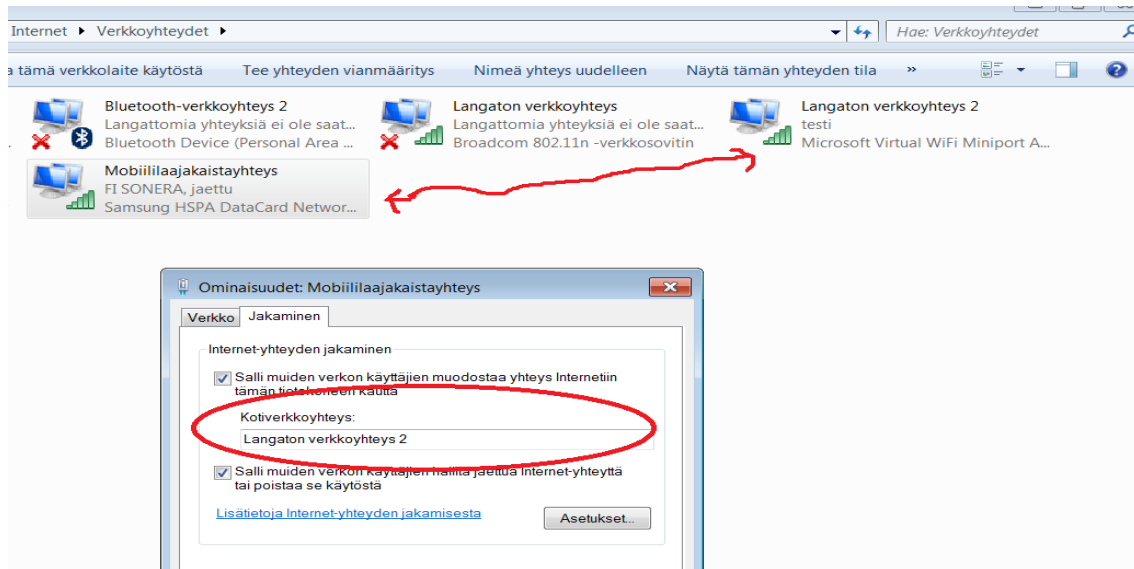 Internet ▸ Verkkoyhteydet ▸
Hae: Verkkoyhteydet
a tämä verkkolaite käytöstä Tee yhteyden vianmääritys Nimeä yhteys uudelleen Näytä tämän yhteyden tila »
Bluetooth-verkkoyhteys 2
Langattomia yhteyksiä ei ole saat...
Bluetooth Device (Personal Area ...
Langaton verkkoyhteys
Langattomia yhteyksiä ei ole saat...
Broadcom 802.11n -verkkosovitin
Langaton verkkoyhteys 2
testi
Microsoft Virtual WiFi Miniport A...
Mobiililaajakaistayhteys
FI SONERA, jaettu
Samsung HSPA DataCard Networ...
Ominaisuudet: Mobiililaajakaistayhteys
Verkko Jakaminen
Internet-yhteyden jakaminen
Salli muiden verkon käyttäjien muodostaa yhteys Internetiin
tämän tietokoneen kautta
Kotiverkkoyhteys:
Langaton verkkoyhteys 2
Salli muiden verkon käyttäjien hallita jaettua Internet-yhteyttä
tai poistaa se käytöstä
Lisätietoja Internet-yhteyden jakamisesta
Asetukset...